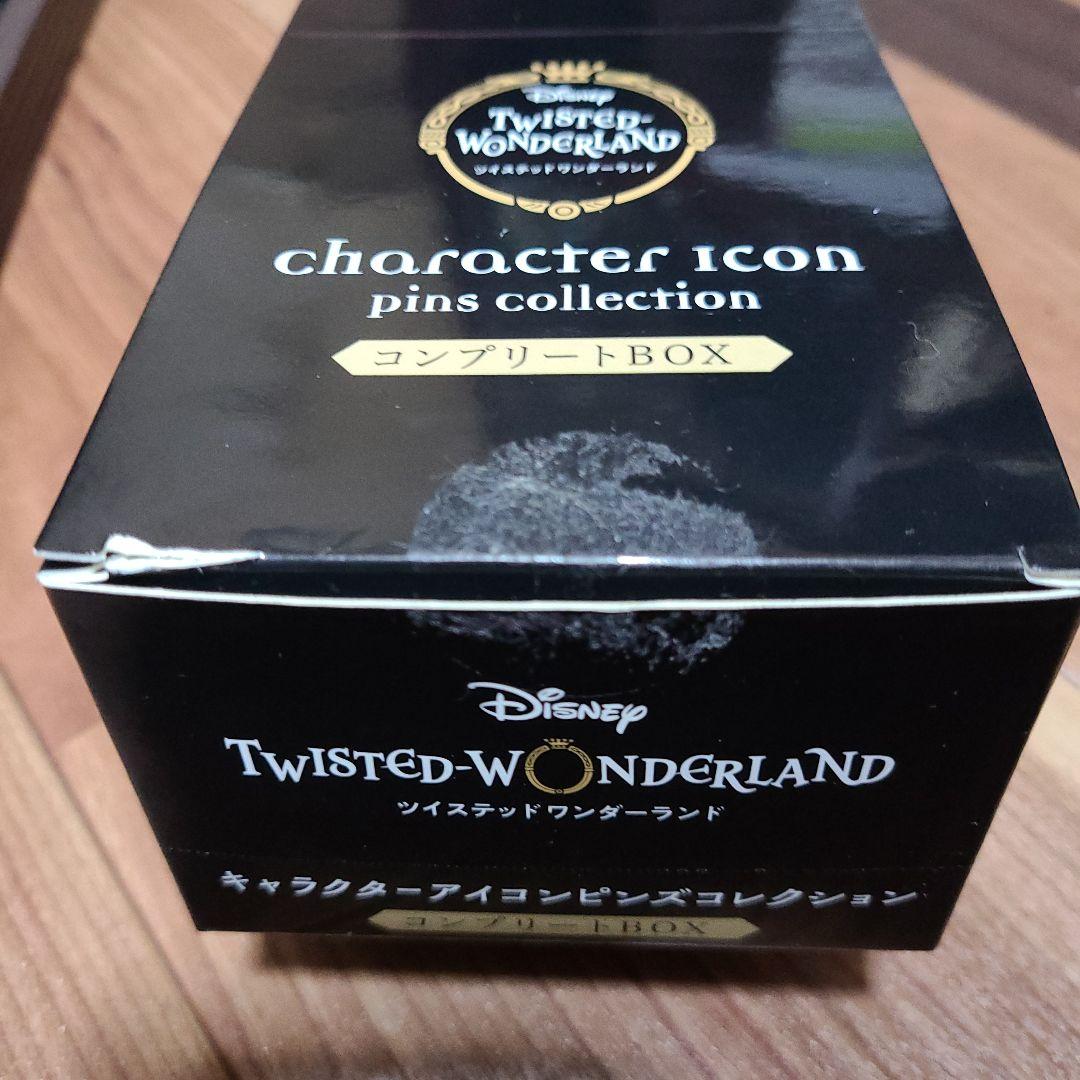 Disney
TWISTED-
WONDERLAND
ツイステッドワンダーランド
character icon
pins collection
コンプリートBOX
Disney
TWISTED-WONDERLAND
ツイステッドワンダーランド
キャラクターアイコンピンズコレクション
コンプリートBOX